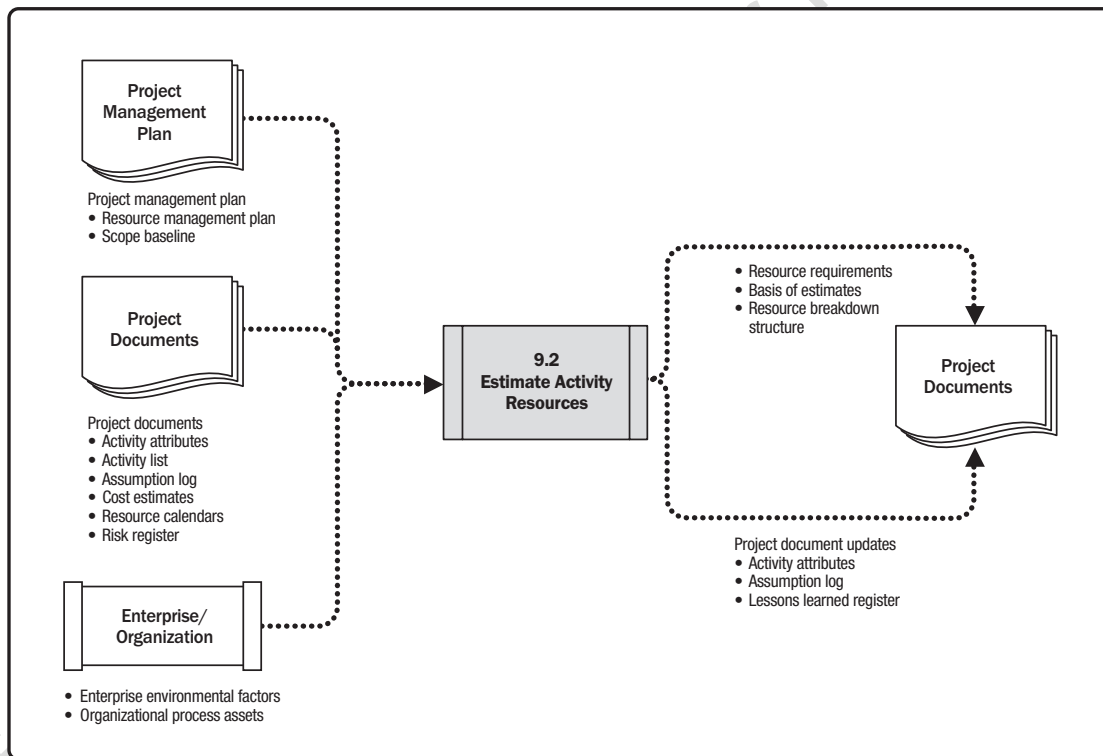 Project
Management
Plan
Project management plan
• Resource management plan
• Scope baseline
Project
Documents
Project documents
• Activity attributes
• Activity list
• Assumption log
• Cost estimates
• Resource calendars
• Risk register
Enterprise/
Organization
• Enterprise environmental factors
• Organizational process assets
9.2
Estimate Activity
Resources
• Resource requirements
• Basis of estimates
• Resource breakdown
structure
Project
Documents
Project document updates
• Activity attributes
• Assumption log
• Lessons learned register